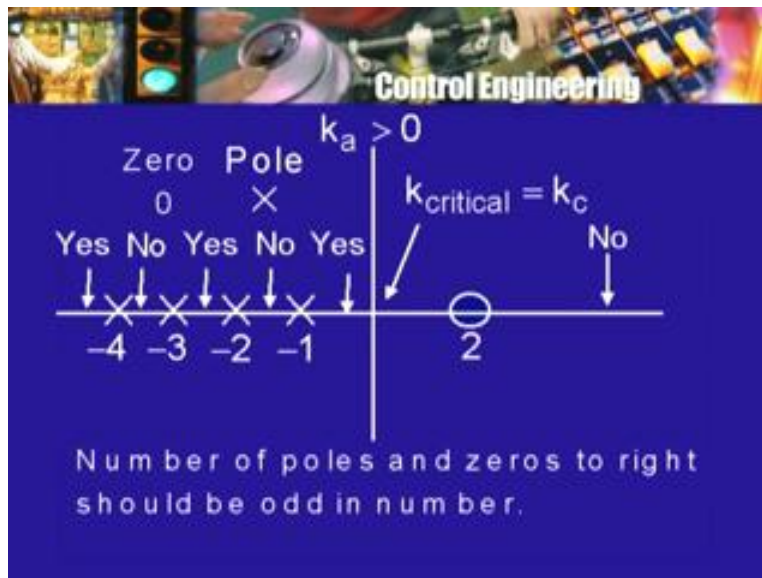 Control Engineering
kₐ > 0
Zero Pole
0 ×
k_critical = k_c
Yes No Yes No Yes
No
–4 –3 –2 –1 2
Number of poles and zeros to right
should be odd in number.